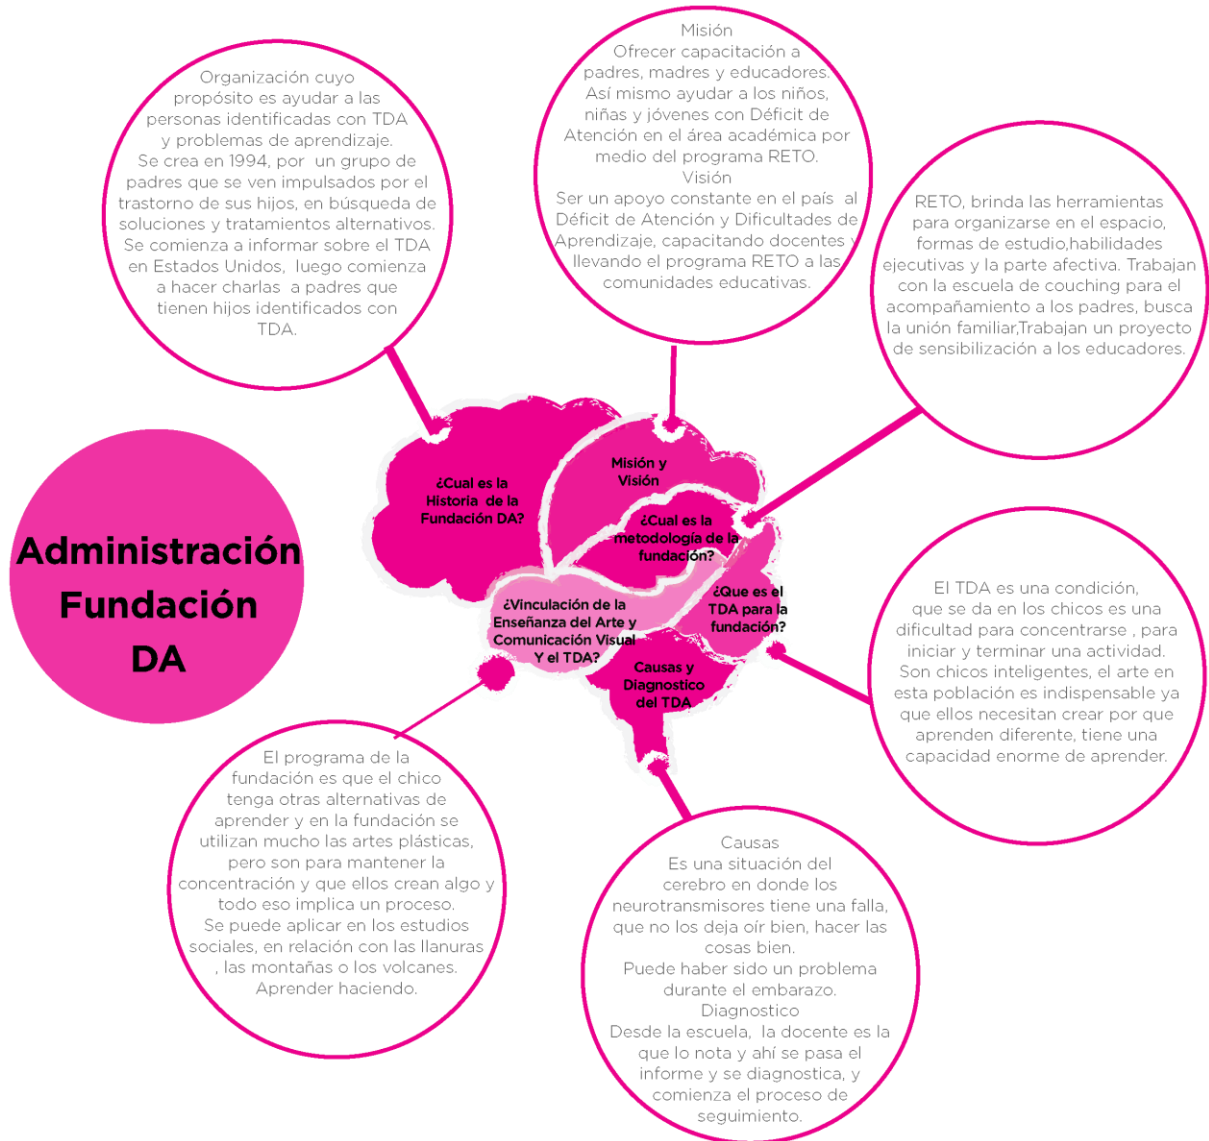 Organización cuyo
propósito es ayudar a las
personas identificadas con TDA
y problemas de aprendizaje.
Se crea en 1994, por un grupo de
padres que se ven impulsados por el
trastorno de sus hijos, en búsqueda de
soluciones y tratamientos alternativos.
Se comienza a informar sobre el TDA
en Estados Unidos, luego comienza
a hacer charlas a padres que
tienen hijos identificados con
TDA.
Misión
Ofrecer capacitación a
padres, madres y educadores.
Así mismo ayudar a los niños,
niñas y jóvenes con Déficit de
Atención en el área académica por
medio del programa RETO.
Visión
Ser un apoyo constante en el país al
Déficit de Atención y Dificultades de
Aprendizaje, capacitando docentes y
llevando el programa RETO a las
comunidades educativas.
RETO, brinda las herramientas
para organizarse en el espacio,
formas de estudio,habilidades
ejecutivas y la parte afectiva. Trabajan
con la escuela de couching para el
acompañamiento a los padres, busca
la unión familiar,Trabajan un proyecto
de sensibilización a los educadores.
¿Cual es la
Historia de la
Fundación DA?
Misión y
Visión
¿Cual es la
metodología de la
fundación?
¿Que es el
TDA para la
fundación?
¿Vinculación de la
Enseñanza del Arte y
Comunicación Visual
Y el TDA?
Causas y
Diagnostico
del TDA
Administración
Fundación
DA
El TDA es una condición,
que se da en los chicos es una
dificultad para concentrarse , para
iniciar y terminar una actividad.
Son chicos inteligentes, el arte en
esta población es indispensable ya
que ellos necesitan crear por que
aprenden diferente, tiene una
capacidad enorme de aprender.
El programa de la
fundación es que el chico
tenga otras alternativas de
aprender y en la fundación se
utilizan mucho las artes plásticas,
pero son para mantener la
concentración y que ellos crean algo y
todo eso implica un proceso.
Se puede aplicar en los estudios
sociales, en relación con las llanuras
, las montañas o los volcanes.
Aprender haciendo.
Causas
Es una situación del
cerebro en donde los
neurotransmisores tiene una falla,
que no los deja oír bien, hacer las
cosas bien.
Puede haber sido un problema
durante el embarazo.
Diagnostico
Desde la escuela, la docente es la
que lo nota y ahí se pasa el
informe y se diagnostica, y
comienza el proceso de
seguimiento.